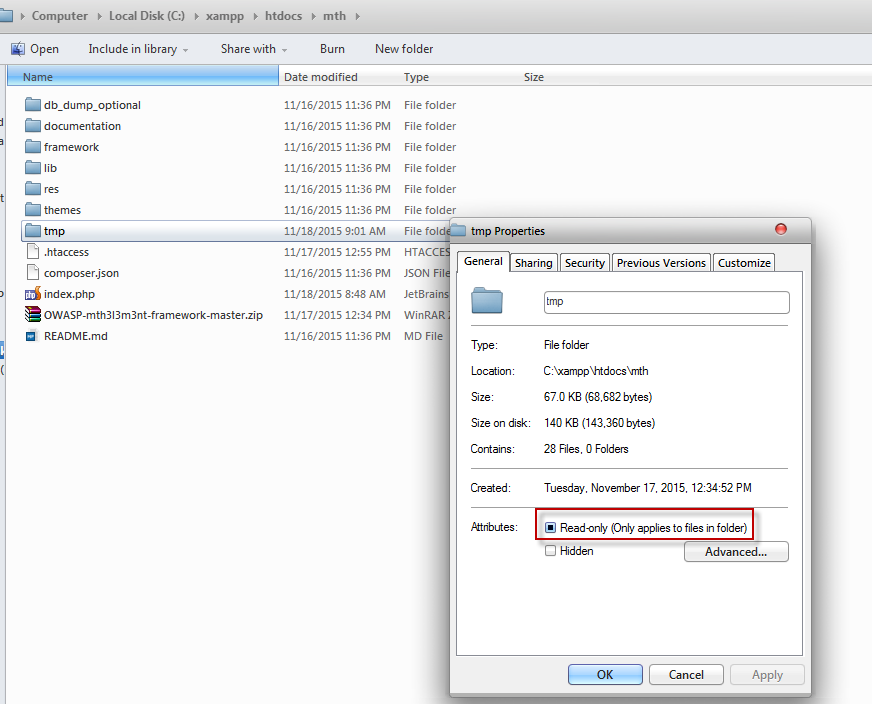 Computer Local Disk (C:) xampp htdocs mth
Open Include in library Share with Burn New folder
Name Date modified Type Size
db_dump_optional 11/16/2015 11:36 PM File folder
documentation 11/16/2015 11:36 PM File folder
framework 11/16/2015 11:36 PM File folder
lib 11/16/2015 11:36 PM File folder
res 11/16/2015 11:36 PM File folder
themes 11/16/2015 11:36 PM File folder
tmp 11/18/2015 9:01 AM File folde
.htaccess 11/17/2015 12:55 PM HTACCES
composer.json 11/16/2015 11:36 PM JSON File
index.php 11/18/2015 8:48 AM JetBrains
OWASP-mth3l3m3nt-framework-master.zip 11/17/2015 12:34 PM WinRAR Z
README.md 11/16/2015 11:36 PM MD File
tmp Properties
General Sharing Security Previous Versions Customize
tmp
Type: File folder
Location: C:\xampp\htdocs\mth
Size: 67.0 KB (68,682 bytes)
Size on disk: 140 KB (143,360 bytes)
Contains: 28 Files, 0 Folders
Created: Tuesday, November 17, 2015, 12:34:52 PM
Attributes: Read-only (Only applies to files in folder)
Hidden Advanced...
OK Cancel Apply